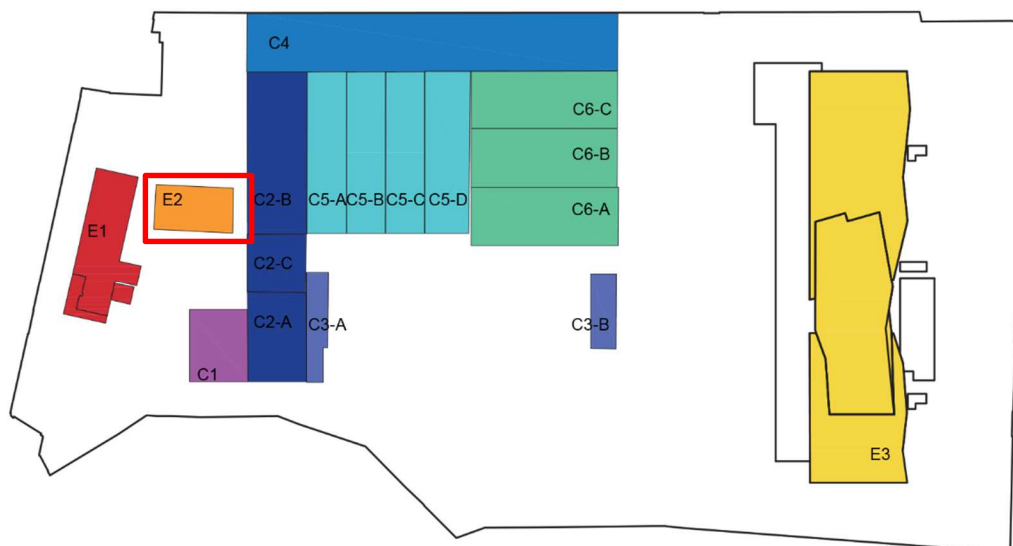 C4
C6-C
C6-B
E2
C2-B
C5-A
C5-B
C5-C
C5-D
C6-A
E1
C2-C
C2-A
C3-A
C3-B
C1
E3